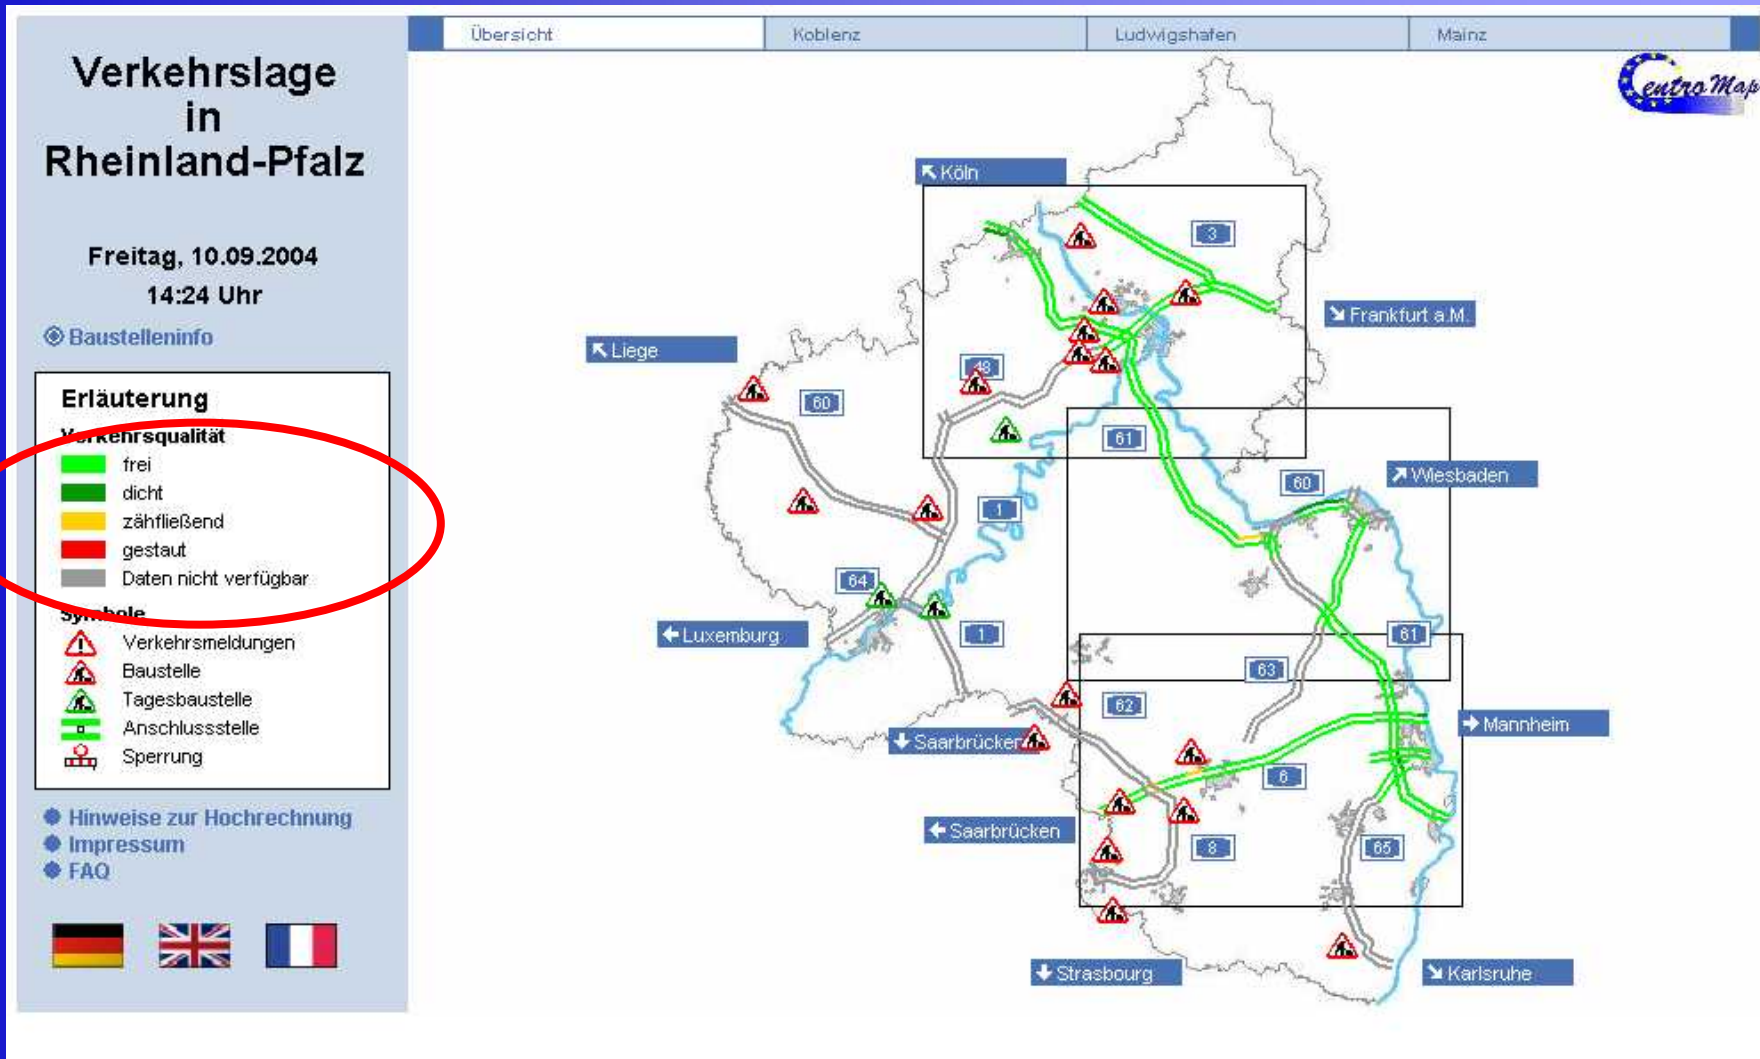 Übersicht
Koblenz
Ludwigshafen
Mainz
Verkehrslage
in
Rheinland-Pfalz
Freitag, 10.09.2004
14:24 Uhr
Baustelleninfo
Erläuterung
Verkehrsqualität
frei
dicht
zähfließend
gestaut
Daten nicht verfügbar
Symbole
Verkehrsmeldungen
Baustelle
Tagesbaustelle
Anschlussstelle
Sperrung
Hinweise zur Hochrechnung
Impressum
FAQ
Centro Map
Köln
3
Frankfurt a.M.
Liege
48
60
61
Wiesbaden
60
1
64
Luxemburg
1
61
63
62
Mannheim
Saarbrücken
6
Saarbrücken
8
65
Strasbourg
Karlsruhe